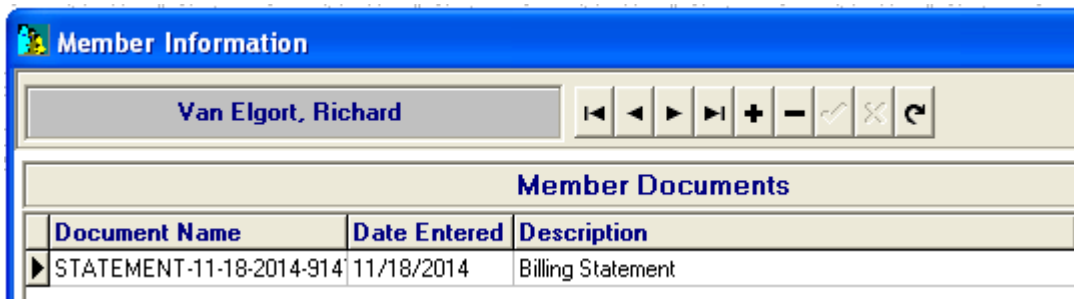 Member Information
Van Elgort, Richard
Member Documents
Document Name Date Entered Description
STATEMENT-11-18-2014-914 11/18/2014 Billing Statement